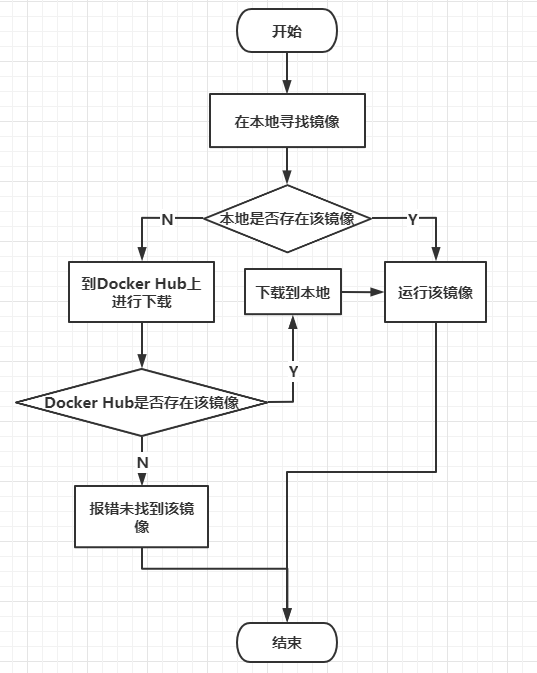 开始
在本地寻找镜像
本地是否存在该镜像
N
Y
到Docker Hub上
进行下载
下载到本地
运行该镜像
Y
Docker Hub是否存在该镜像
N
报错未找到该镜
像
结束